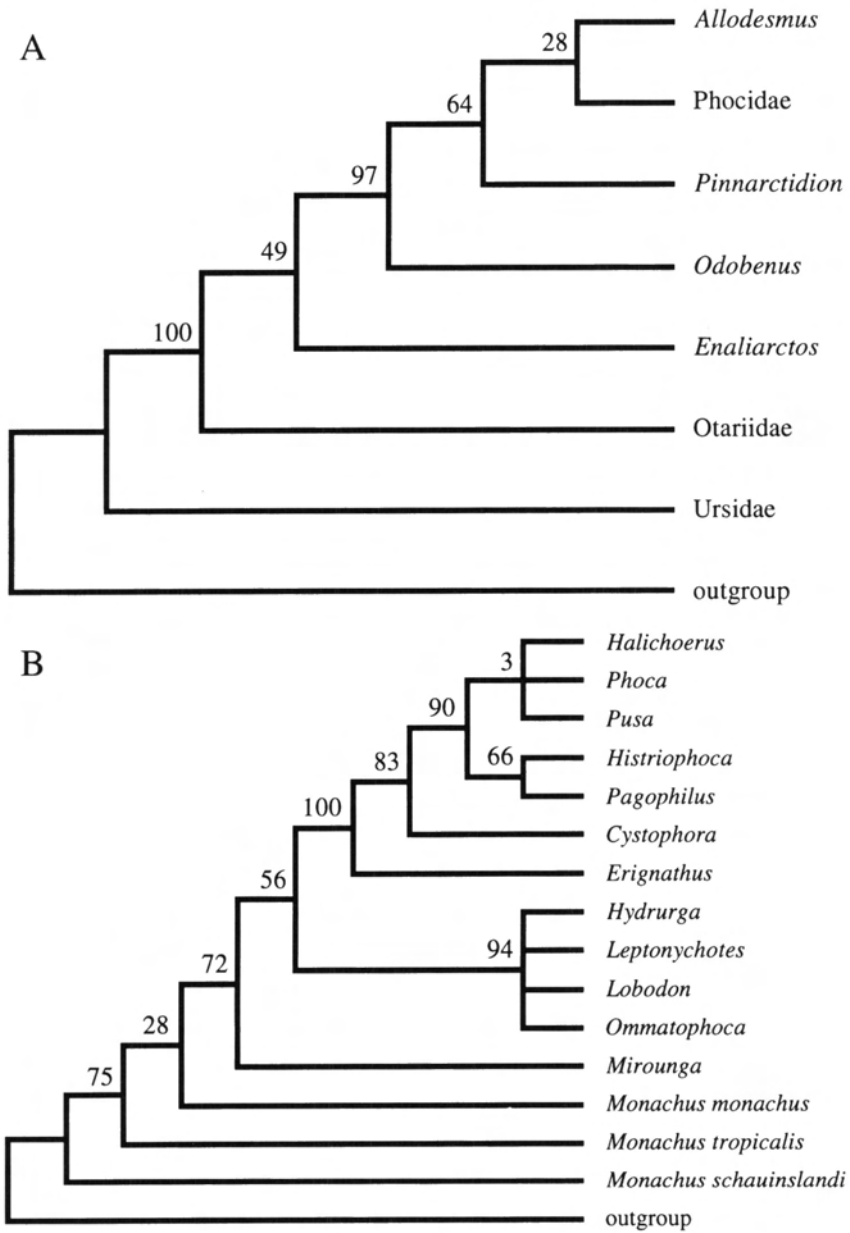 A
Allodesmus
28
Phocidae
64
Pinnarctidion
97
Odobenus
49
Enaliarctos
100
Otariidae
Ursidae
outgroup
B
Halichoerus
3
Phoca
90
Pusa
66
Histriophoca
83
Pagophilus
100
Cystophora
Erignathus
56
Hydrurga
94
Leptonychotes
72
Lobodon
28
Ommatophoca
Mirounga
75
Monachus monachus
Monachus tropicalis
Monachus schauinslandi
outgroup